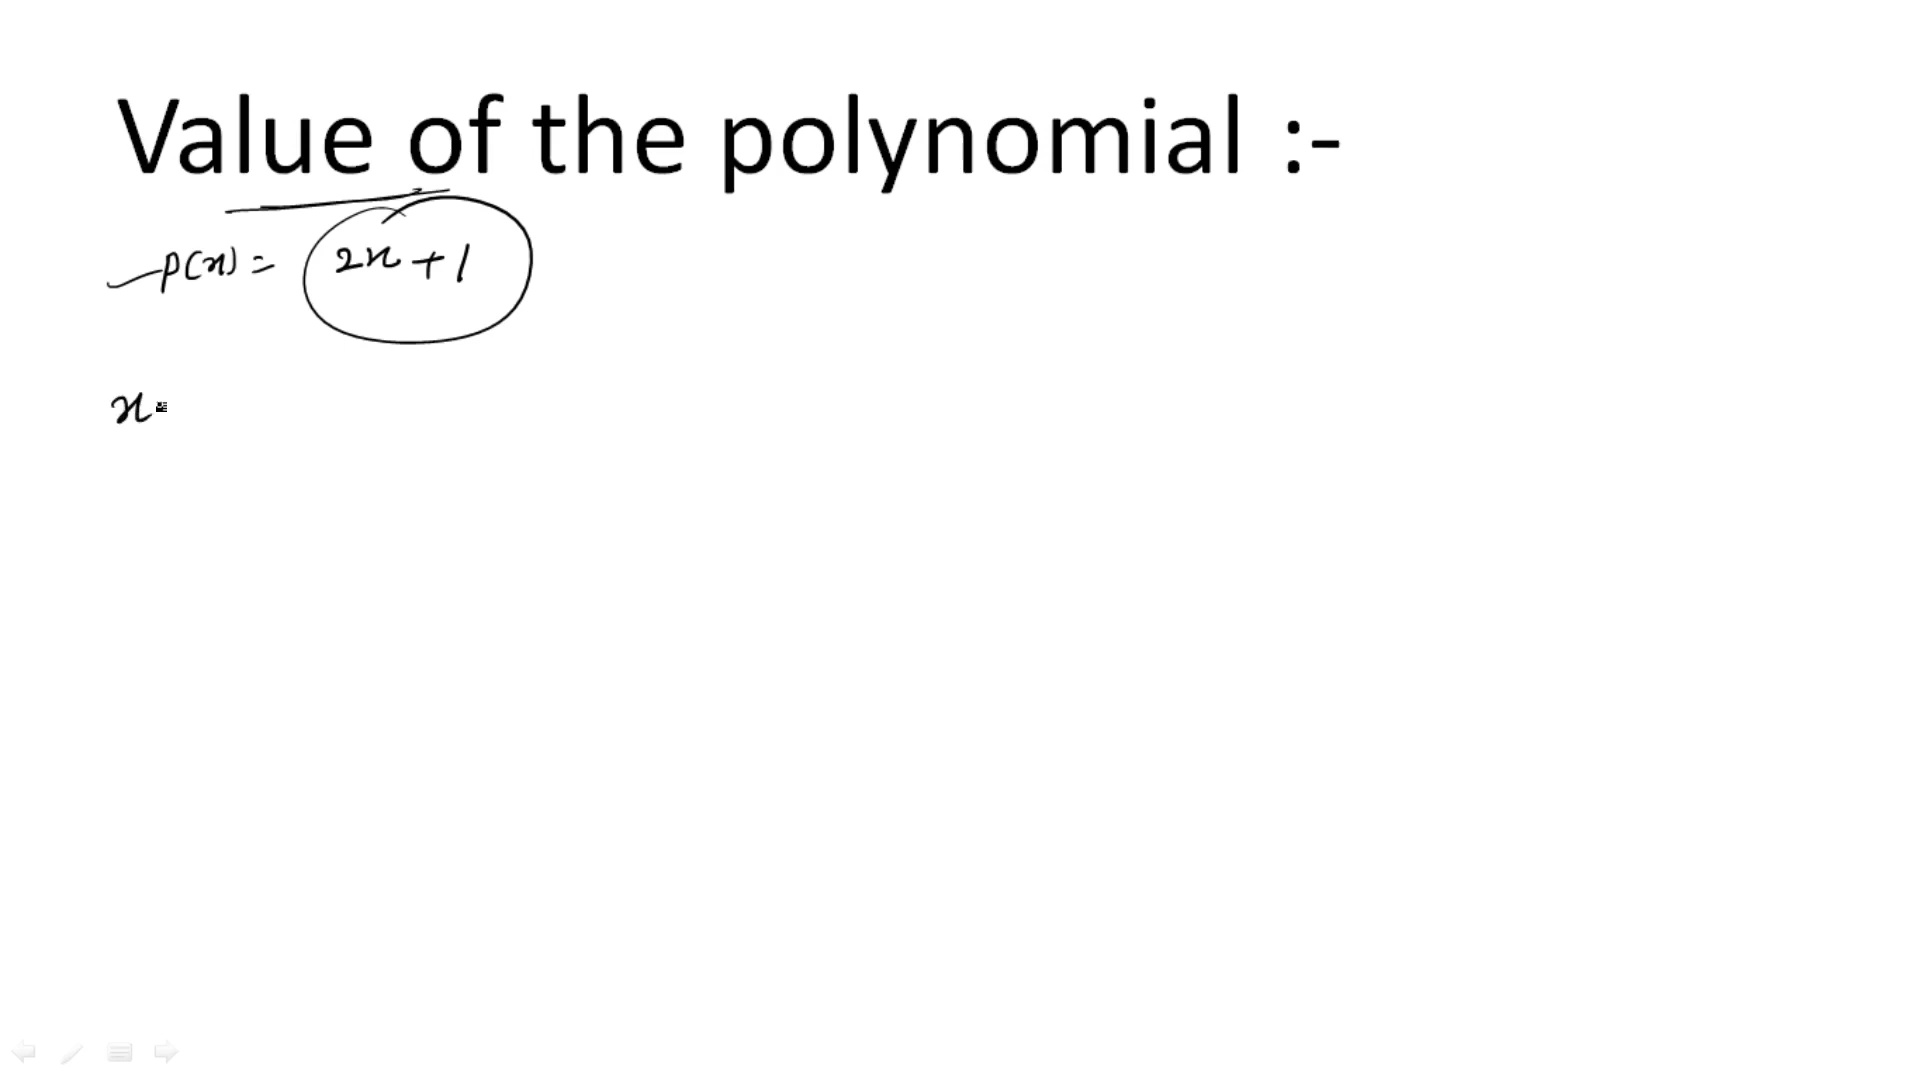 Value of the polynomial :-
p(x) = 2x + 1
x